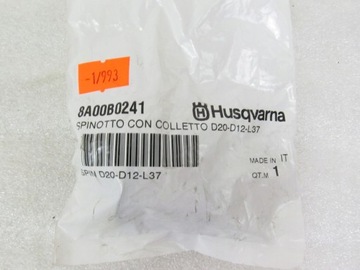 -1/993
8A00B0241
Husqvarna
SPINOTTO CON COLLETTO D20-D12-L37
SPIN D20-D12-L37
MADE IN IT
QT.M 1